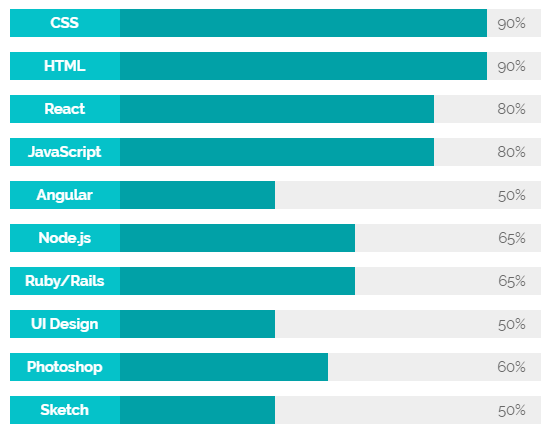 CSS 90%
HTML 90%
React 80%
JavaScript 80%
Angular 50%
Node.js 65%
Ruby/Rails 65%
UI Design 50%
Photoshop 60%
Sketch 50%